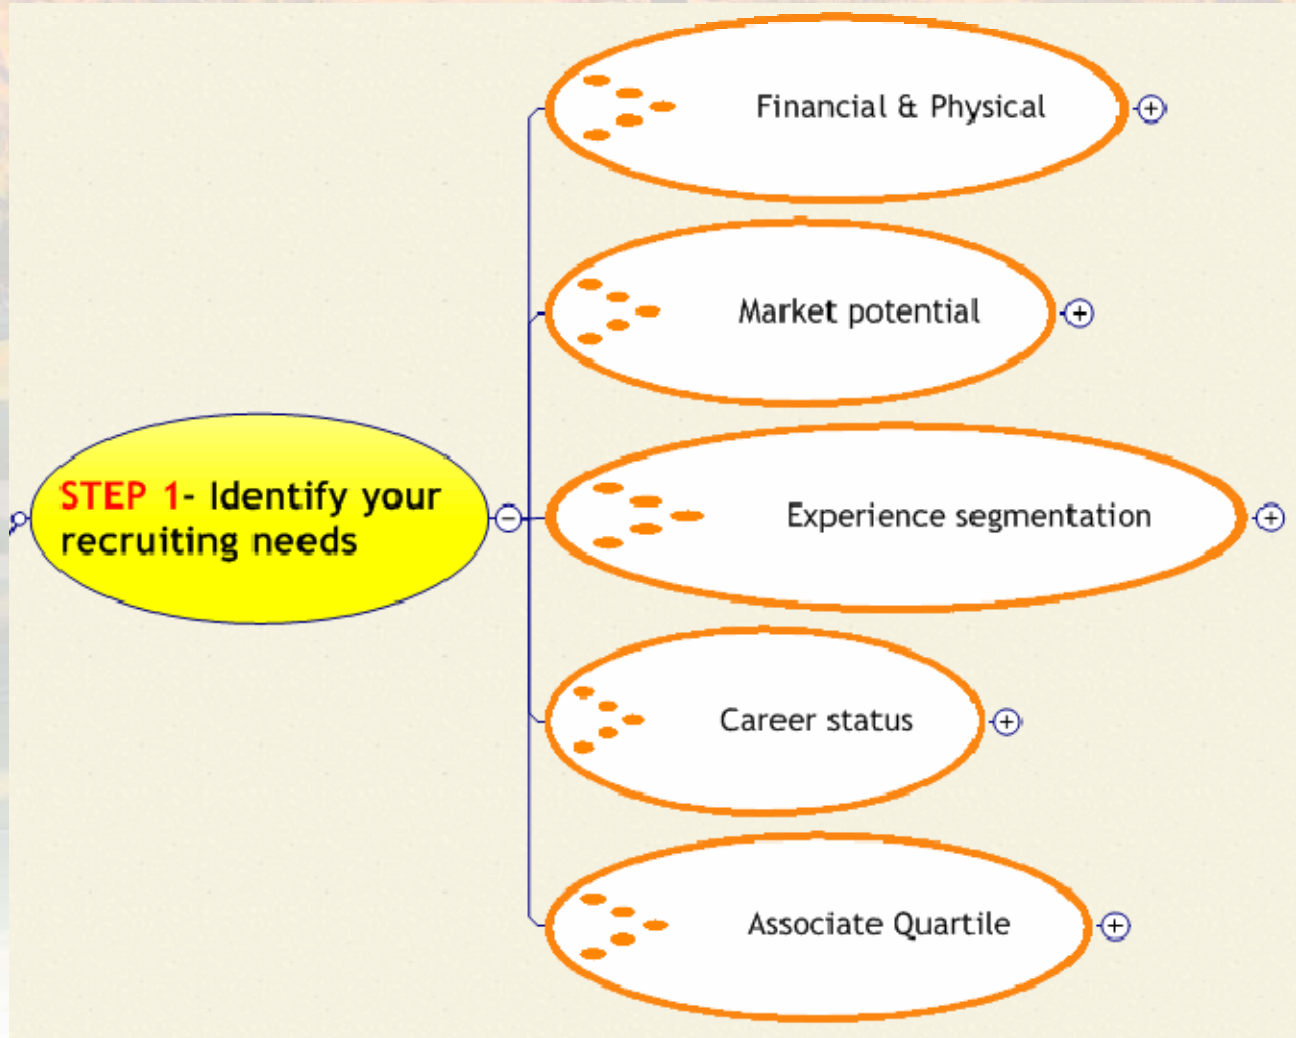 Financial & Physical
Market potential
STEP 1- Identify your
recruiting needs
Experience segmentation
Career status
Associate Quartile